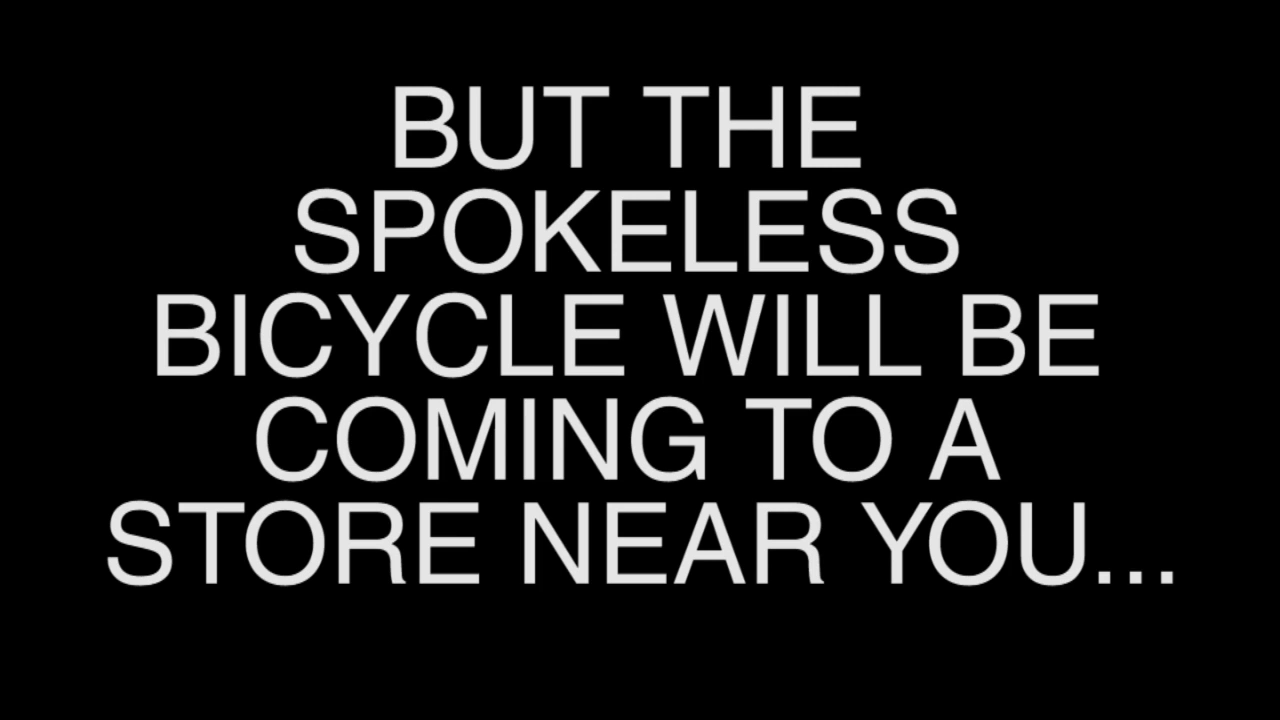 BUT THE
SPOKELESS
BICYCLE WILL BE
COMING TO A
STORE NEAR YOU...